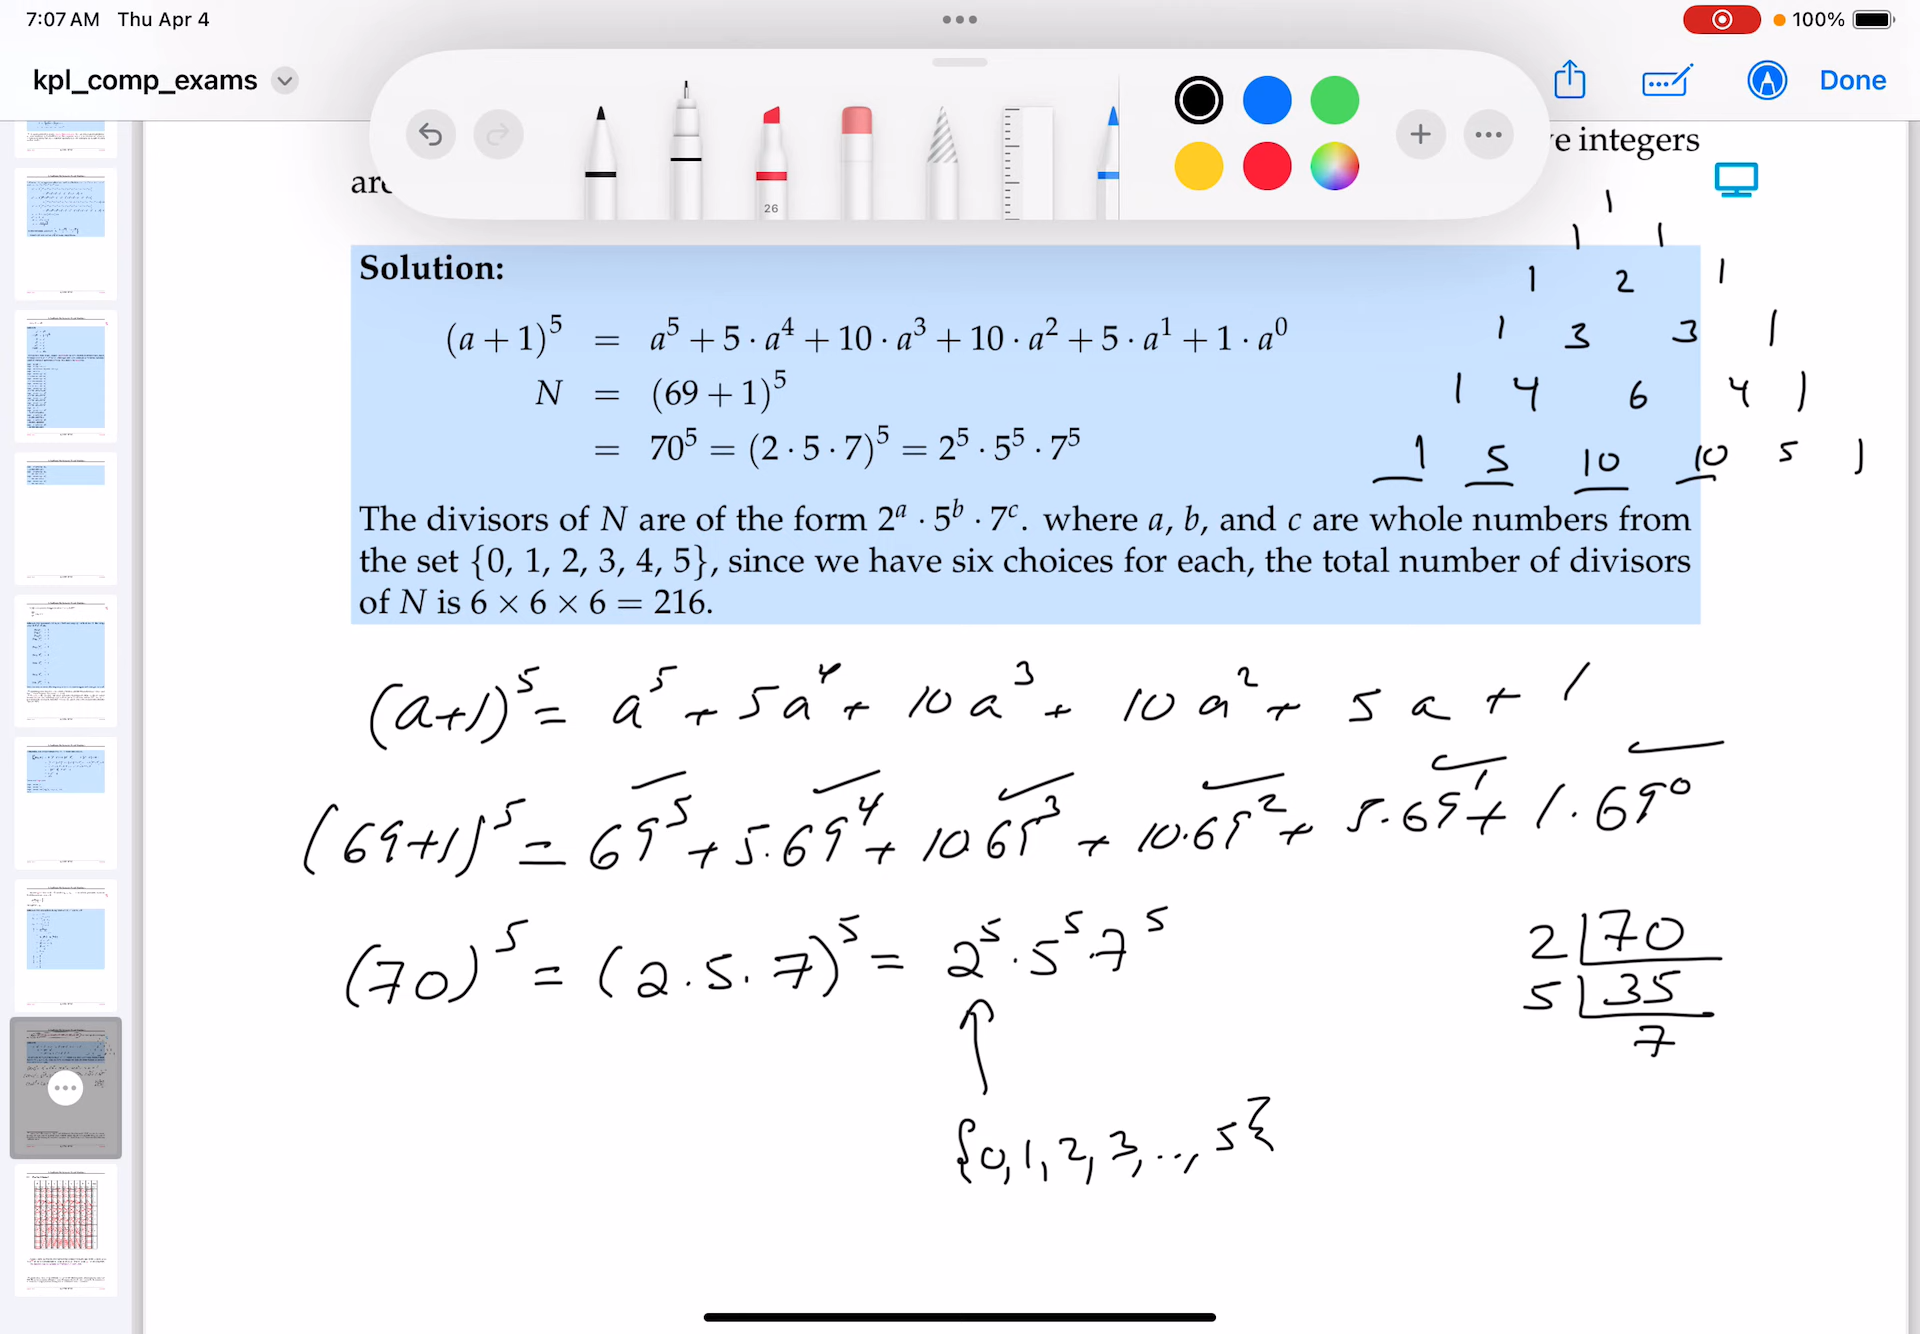 7:07 AM Thu Apr 4
100%
kpl_comp_exams
Done
26
e integers
are
Solution:
(a + 1)^5 = a^5 + 5 · a^4 + 10 · a^3 + 10 · a^2 + 5 · a^1 + 1 · a^0
N = (69 + 1)^5
= 70^5 = (2 · 5 · 7)^5 = 2^5 · 5^5 · 7^5
The divisors of N are of the form 2^a · 5^b · 7^c. where a, b, and c are whole numbers from
the set {0, 1, 2, 3, 4, 5}, since we have six choices for each, the total number of divisors
of N is 6 × 6 × 6 = 216.
1
1 1
1 2 1
1 3 3 1
1 4 6 4 1
1 5 10 10 5 1
(a+1)^5 = a^5 + 5a^4 + 10a^3 + 10a^2 + 5a + 1
(69+1)^5 = 69^5 + 5.69^4 + 10.69^3 + 10.69^2 + 5.69^1 + 1.69^0
(70)^5 = (2.5.7)^5 = 2^5.5^5.7^5
2 70
5 35
7
{0,1,2,3,..,5}